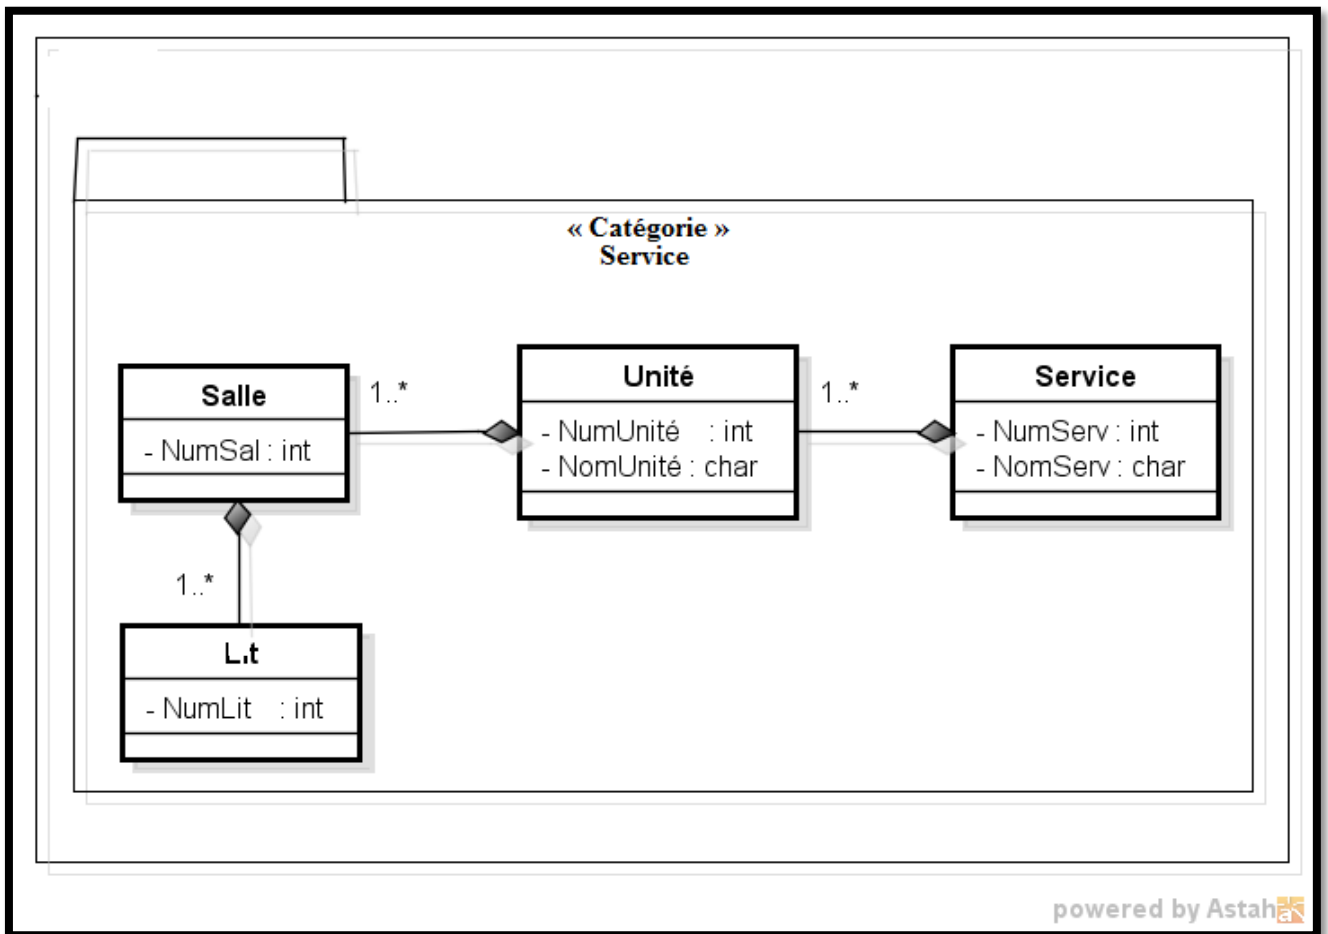 « Catégorie »
Service
Salle
- NumSal : int
1..*
Unité
- NumUnité : int
- NomUnité : char
1..*
Service
- NumServ : int
- NomServ : char
1..*
Lit
- NumLit : int
powered by Astah